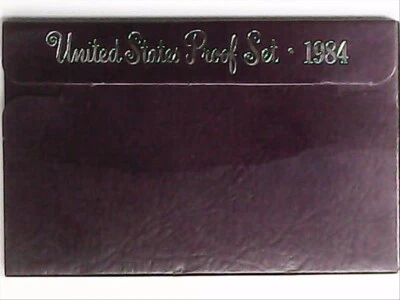 United States Proof Set · 1984